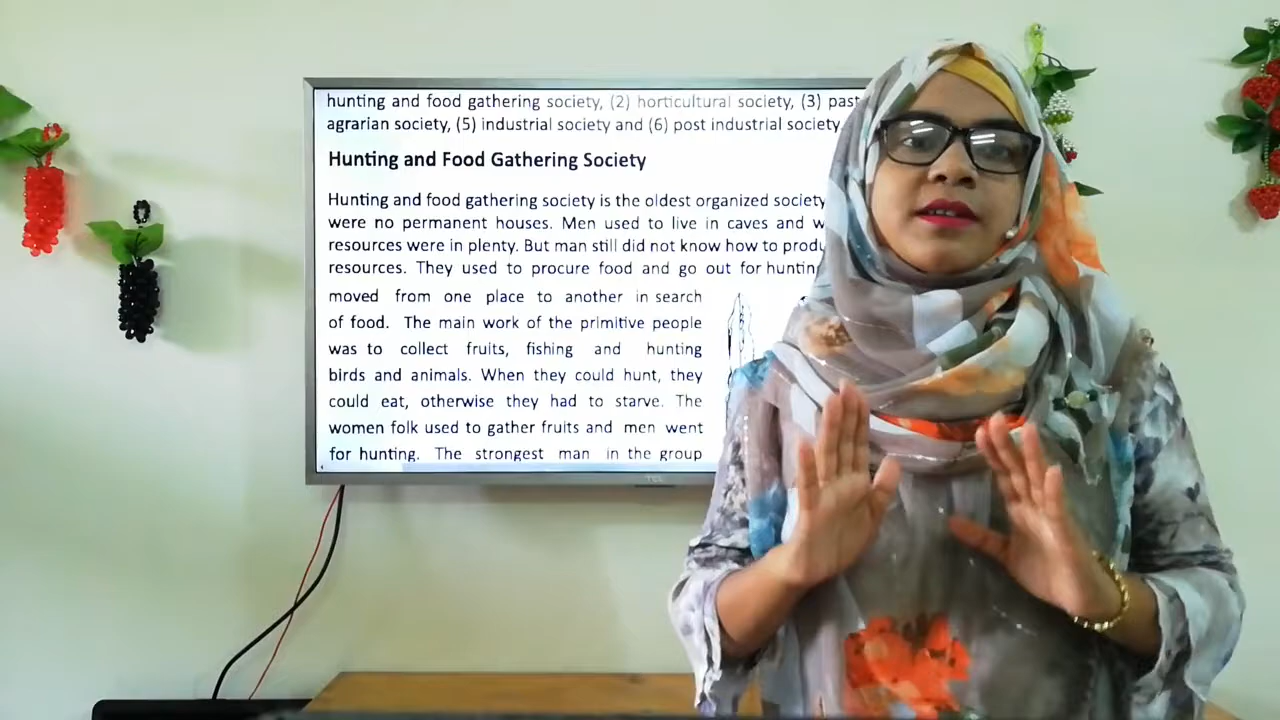 hunting and food gathering society, (2) horticultural society, (3)
agrarian society, (5) industrial society and (6) post industrial society
Hunting and Food Gathering Society
Hunting and food gathering society is the oldest organized society
were no permanent houses. Men used to live in caves and
resources were in plenty. But man still did not know how to
resources. They used to procure food and go out for
moved from one place to another in search
of food. The main work of the primitive people
was to collect fruits, fishing and hunting
birds and animals. When they could hunt, they
could eat, otherwise they had to starve. The
women folk used to gather fruits and men went
for hunting. The strongest man in the group
TCL